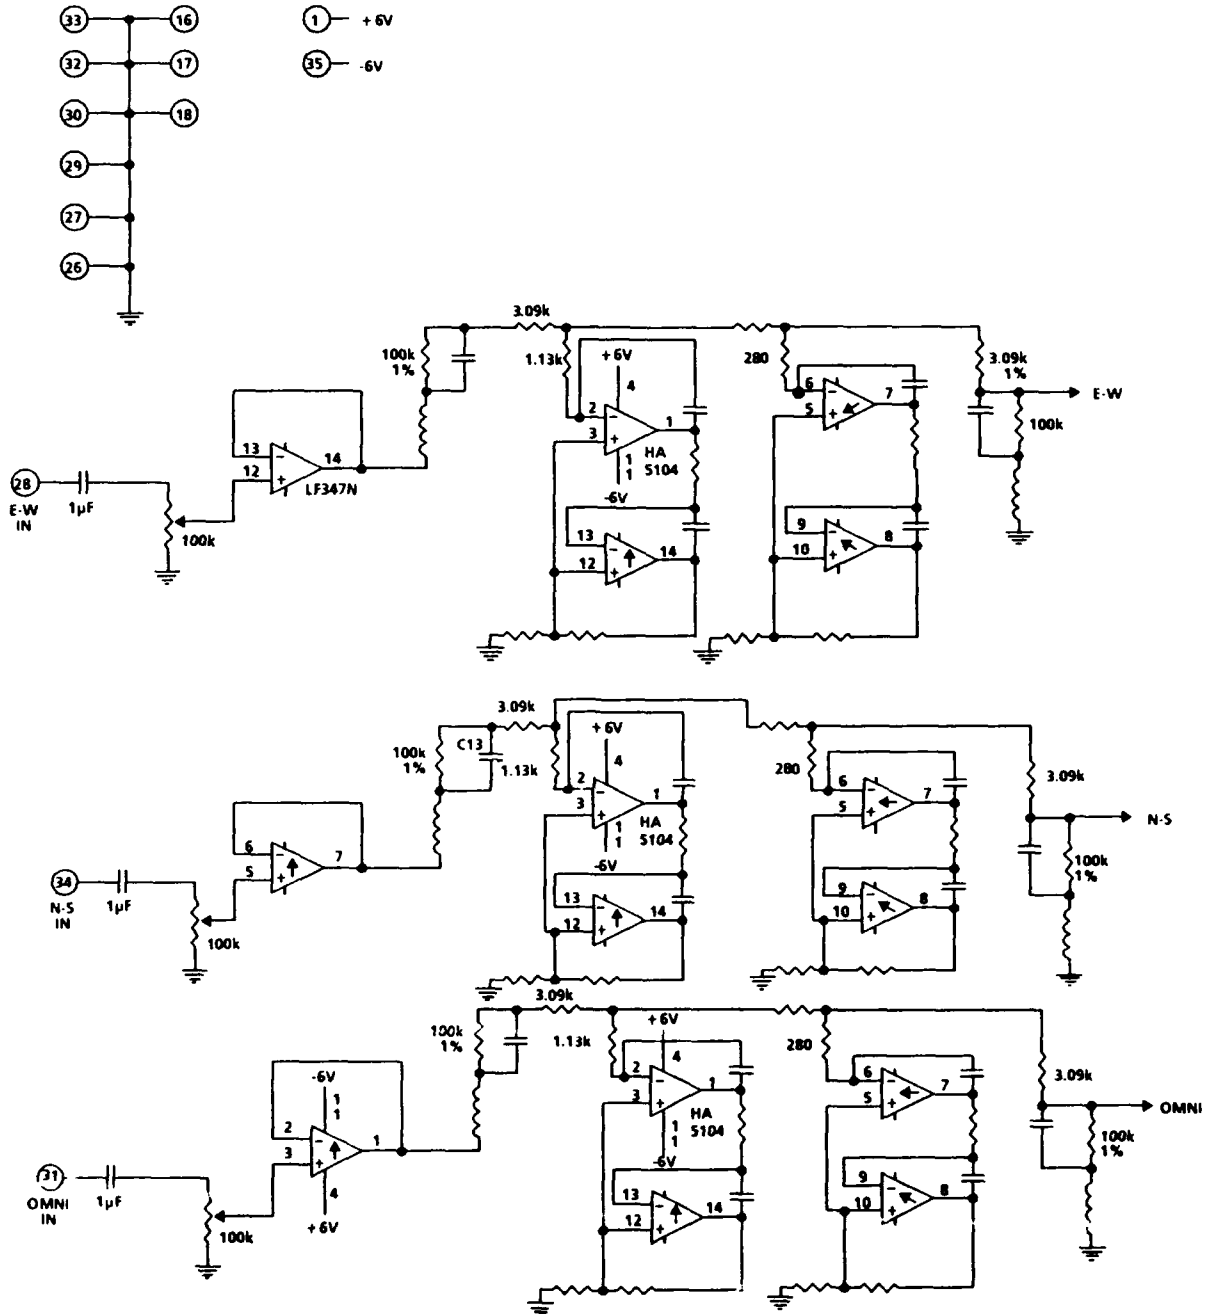 33 16 1 +6V
32 17 35 -6V
30 18
29
27
26
3.09k
100k 1% 1.13k +6V 280 3.09k 1%
4 6 7 E-W
2 1 5 100k
3 HA 5104
13 14 11
12 LF347N -6V
28 1µF 9 8
E-W IN 100k 13 14 10
12
3.09k
+6V
100k 1% C13 1.13k 4 280 3.09k
2 1 6 7 N-S
3 HA 5104 5
6 7 11 100k 1%
5 -6V
34 1µF 13 14 9 8
N-S IN 100k 12 10
3.09k
100k 1% 1.13k +6V 280
4 3.09k
-6V 2 1 6 7
11 3 HA 5104 5 OMNI
2 1 11 100k 1%
3 -6V
31 1µF 4 13 14 9 8
OMNI IN 100k +6V 12 10